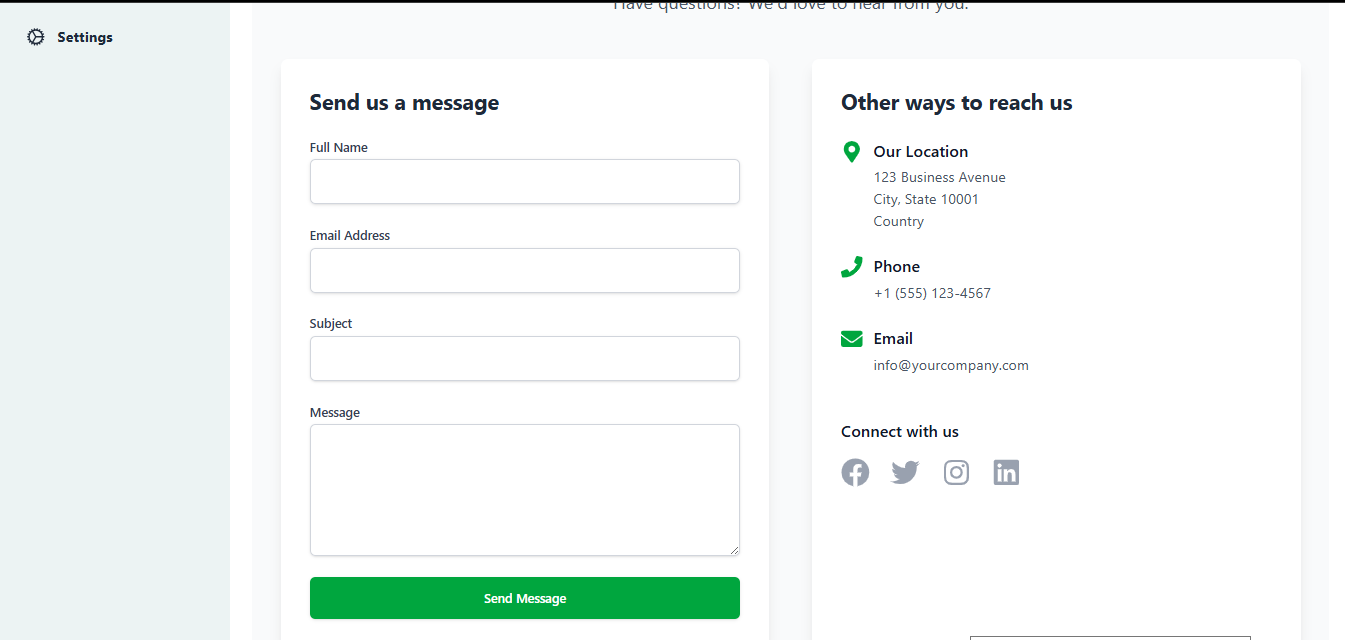 Have questions? We'd love to hear from you.
Settings
Send us a message
Full Name
Email Address
Subject
Message
Send Message
Other ways to reach us
Our Location
123 Business Avenue
City, State 10001
Country
Phone
+1 (555) 123-4567
Email
info@yourcompany.com
Connect with us